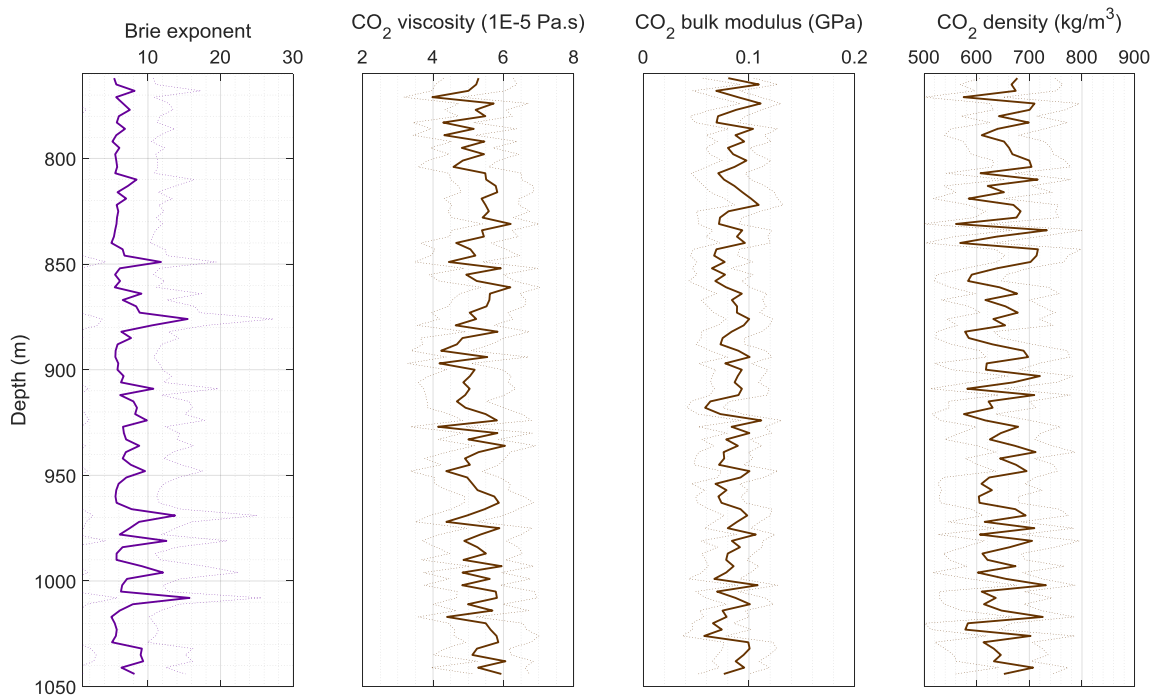 Brie exponent
CO2 viscosity (1E-5 Pa.s)
CO2 bulk modulus (GPa)
CO2 density (kg/m3)
10 20 30
2 4 6 8
0 0.1 0.2
500 600 700 800 900
800
850
900
950
1000
1050
Depth (m)